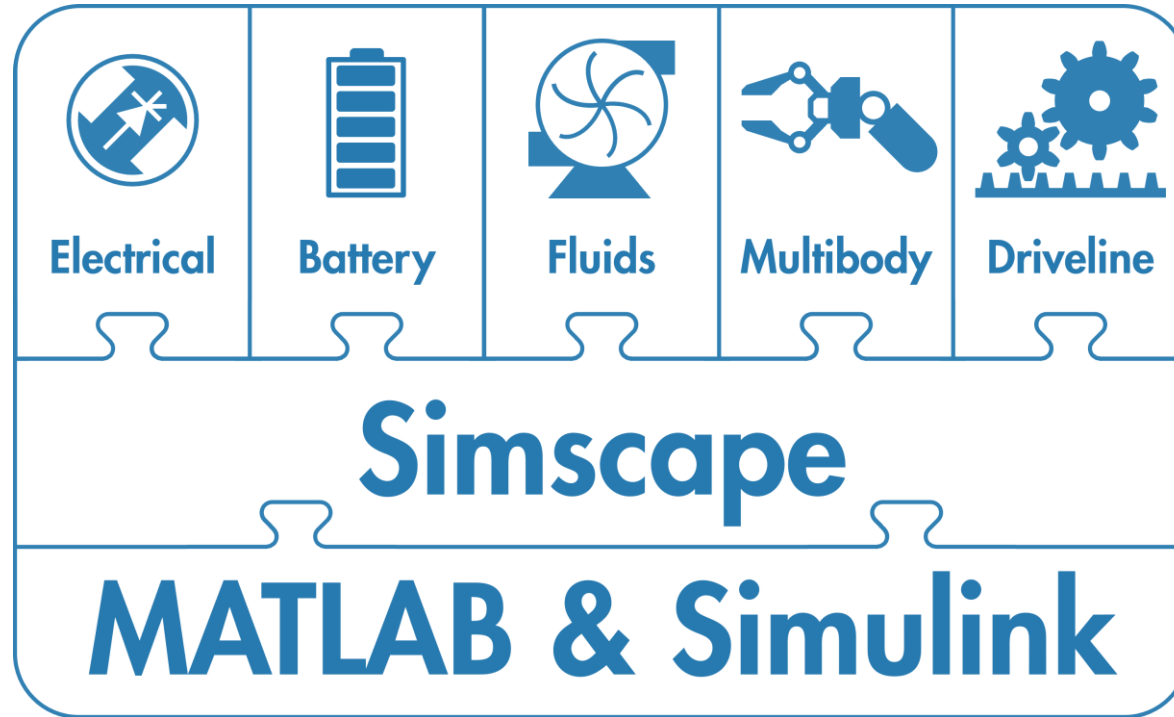 Electrical Battery Fluids Multibody Driveline
Simscape
MATLAB & Simulink